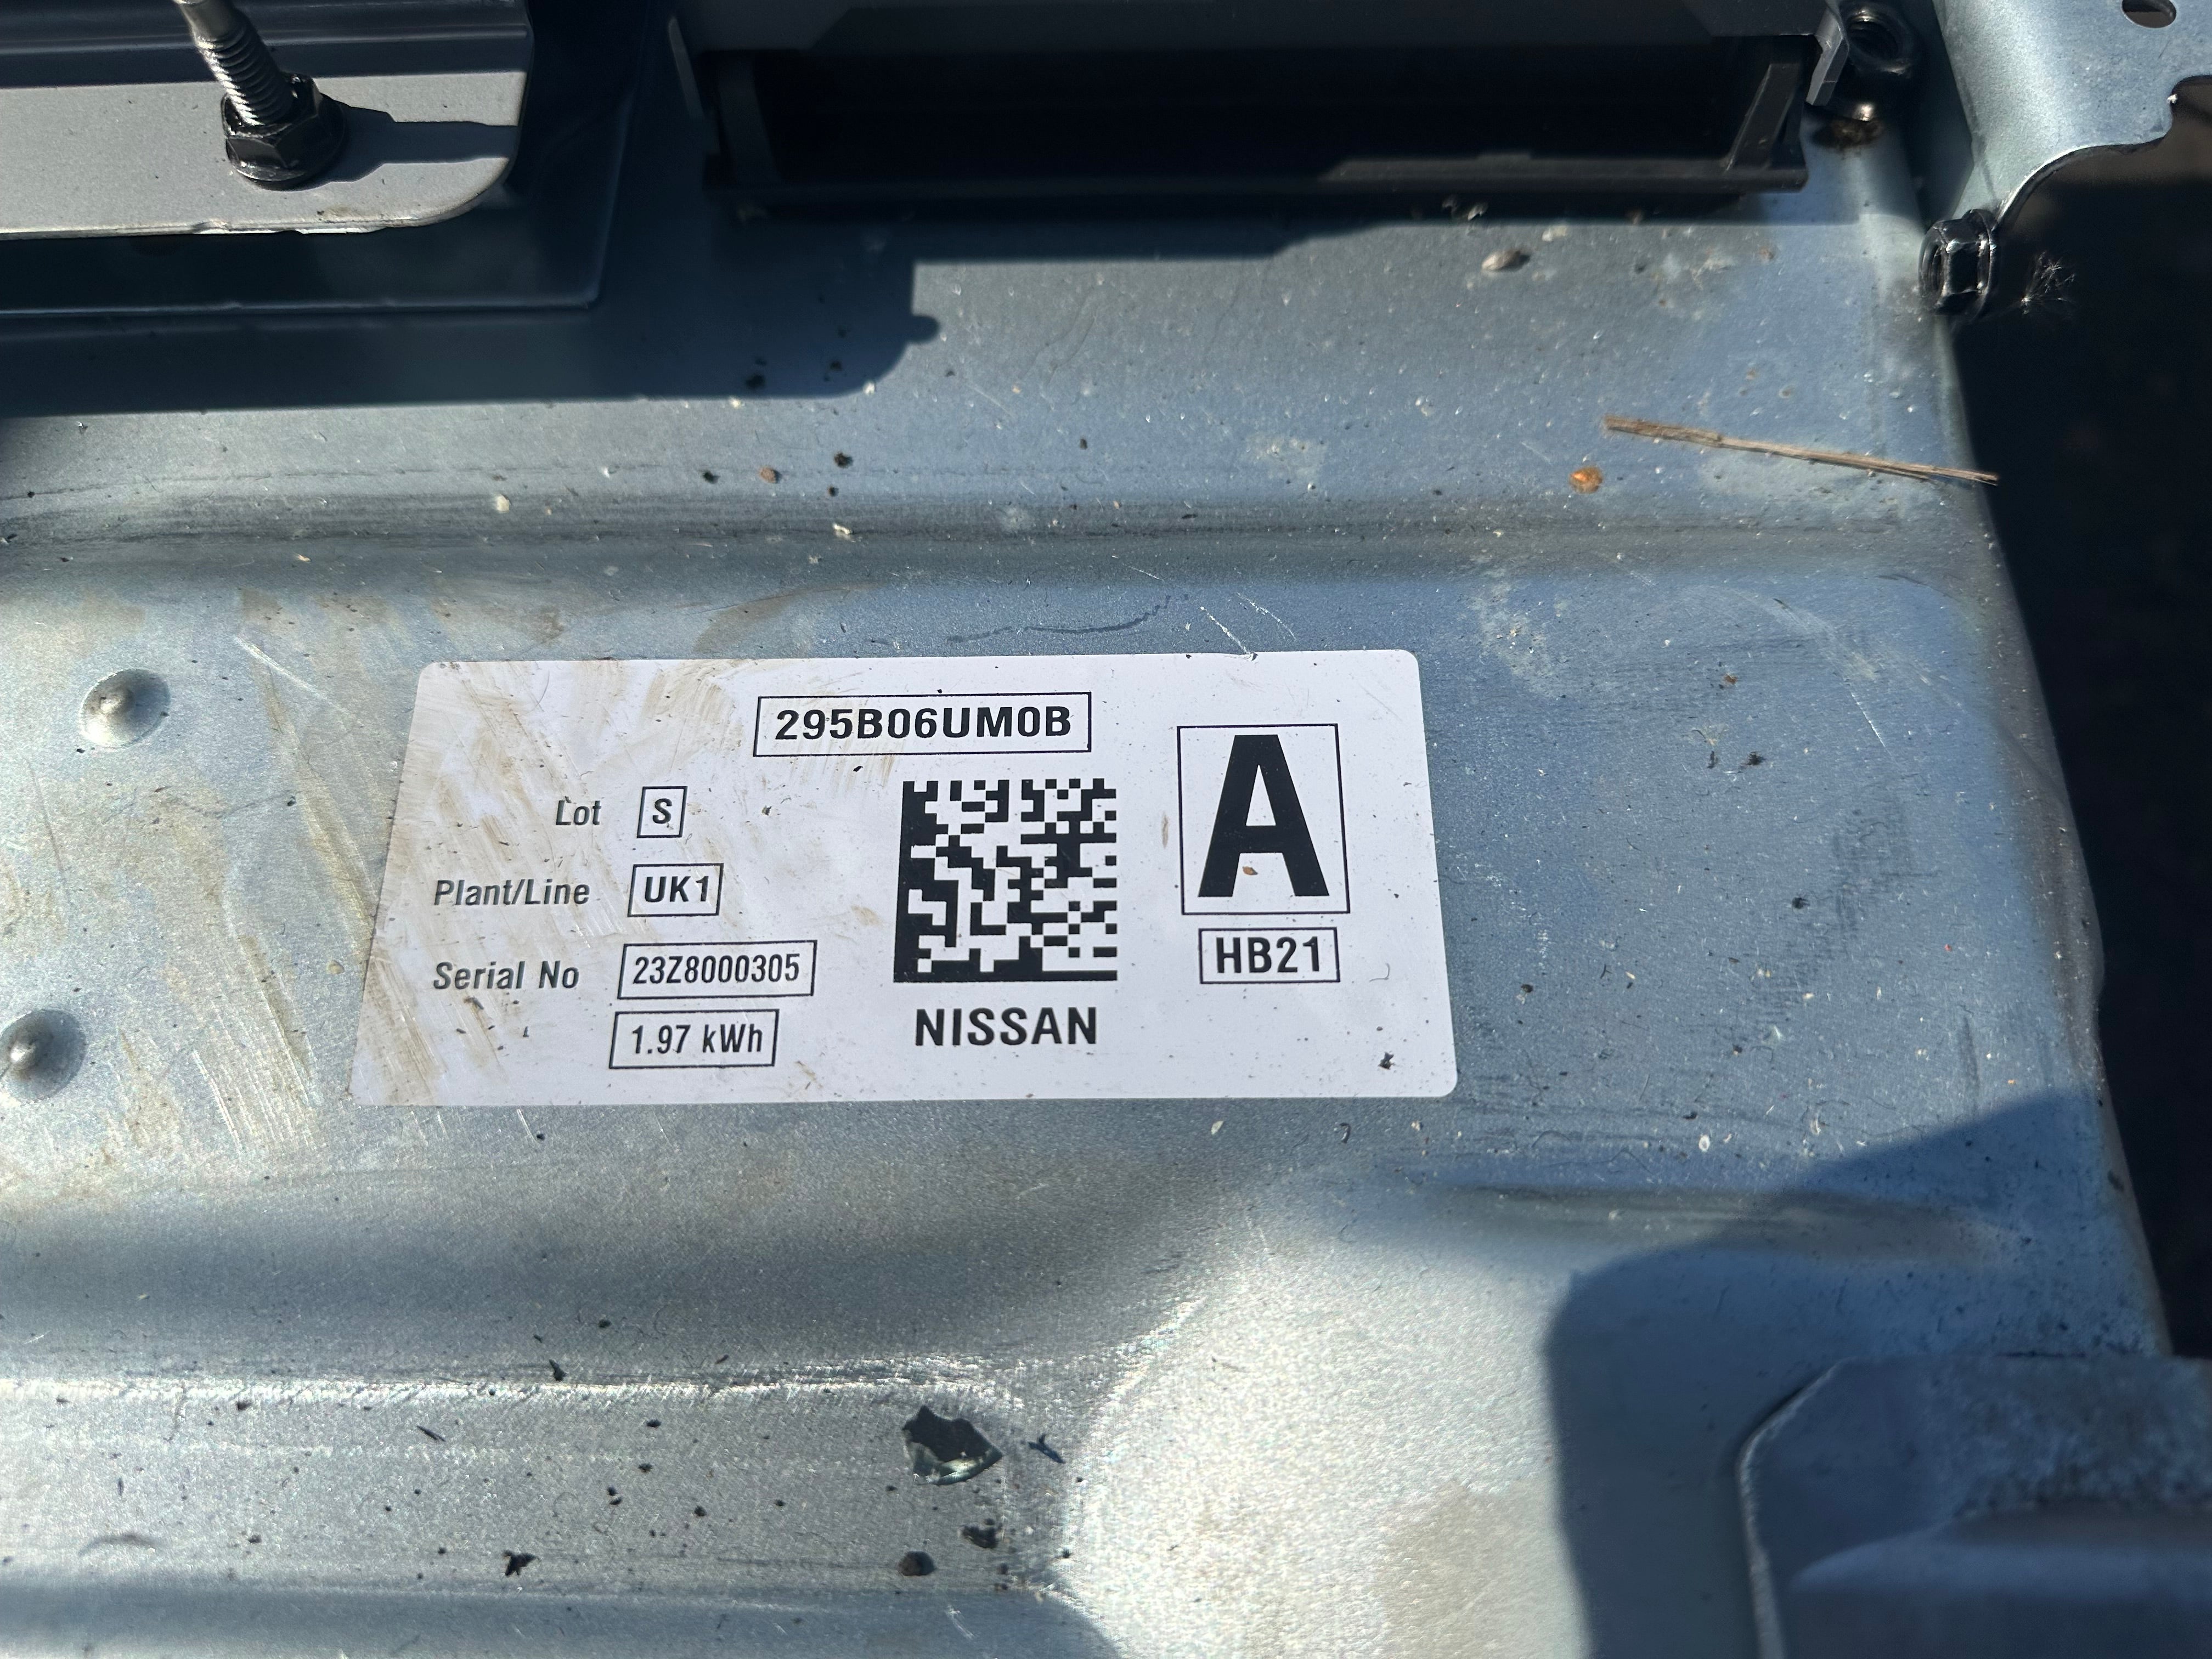 295B06UM0B
Lot S
Plant/Line UK1
Serial No 23Z8000305
1.97 kWh
NISSAN
A
HB21